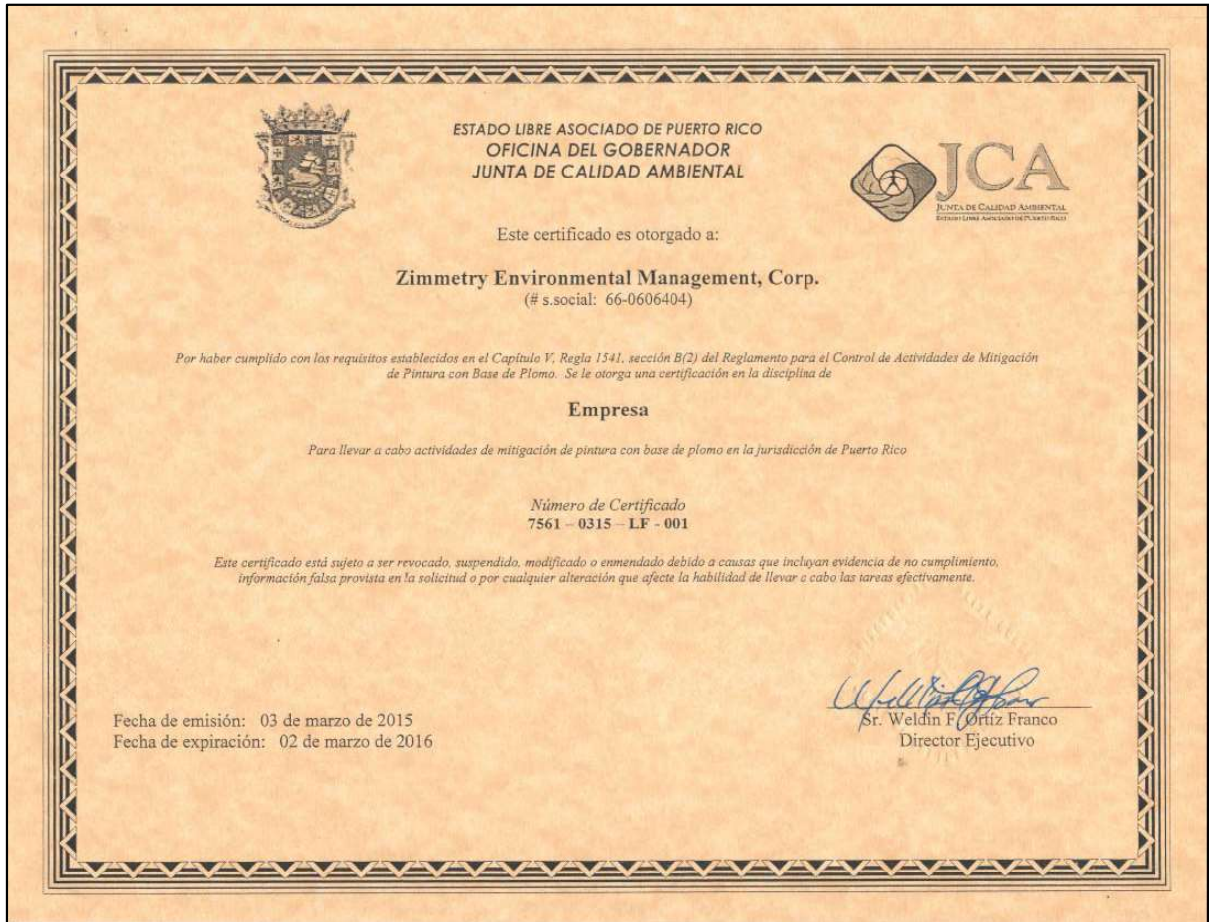 ESTADO LIBRE ASOCIADO DE PUERTO RICO
OFICINA DEL GOBERNADOR
JUNTA DE CALIDAD AMBIENTAL
JCA
JUNTA DE CALIDAD AMBIENTAL
ESTADO LIBRE ASOCIADO DE PUERTO RICO
Este certificado es otorgado a:
Zimmetry Environmental Management, Corp.
(# s.social: 66-0606404)
Por haber cumplido con los requisitos establecidos en el Capítulo V, Regla 1541, sección B(2) del Reglamento para el Control de Actividades de Mitigación
de Pintura con Base de Plomo. Se le otorga una certificación en la disciplina de
Empresa
Para llevar a cabo actividades de mitigación de pintura con base de plomo en la jurisdicción de Puerto Rico
Número de Certificado
7561 – 0315 – LF - 001
Este certificado está sujeto a ser revocado, suspendido, modificado o enmendado debido a causas que incluyan evidencia de no cumplimiento,
información falsa provista en la solicitud o por cualquier alteración que afecte la habilidad de llevar a cabo las tareas efectivamente.
Fecha de emisión: 03 de marzo de 2015
Fecha de expiración: 02 de marzo de 2016
Sr. Weldin F. Ortíz Franco
Director Ejecutivo